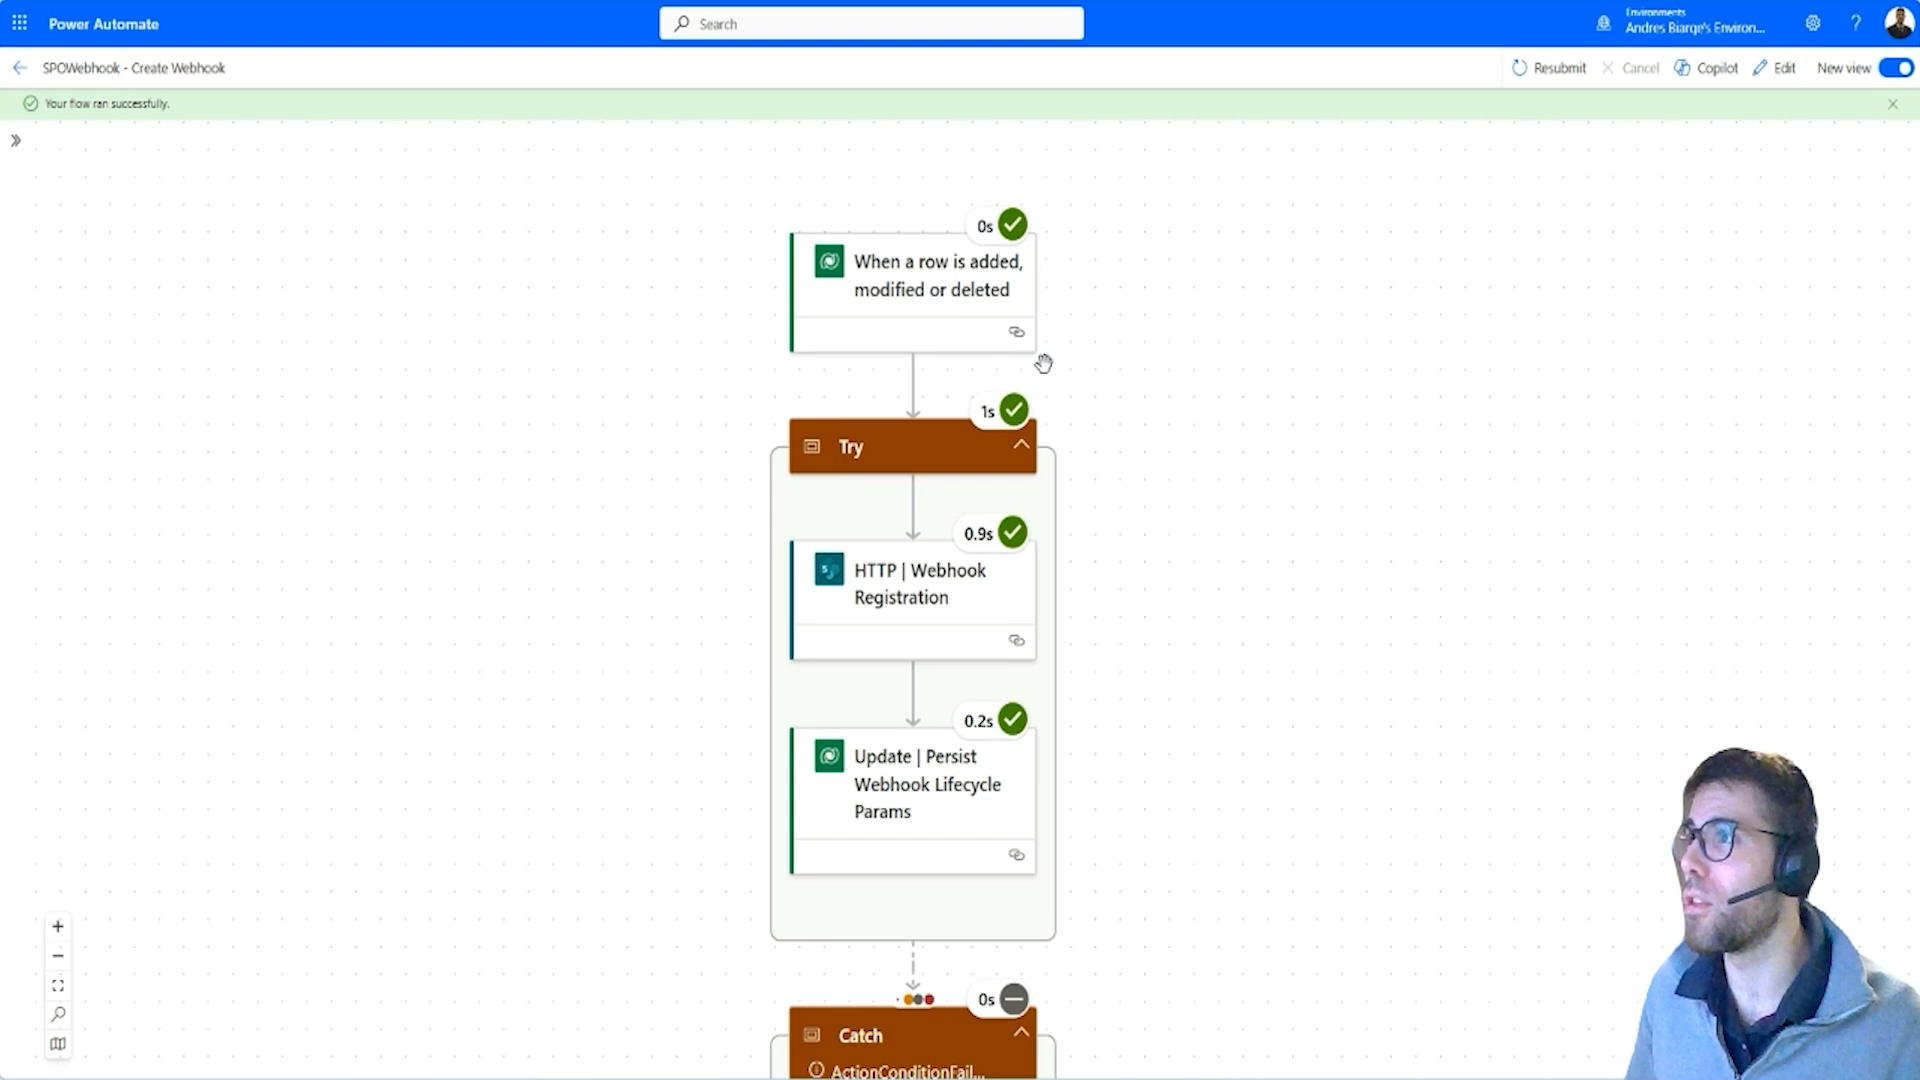 Power Automate
Search
Environments
Andres Biarge's Environ...
?
SPOWebhook - Create Webhook
Resubmit
Cancel
Copilot
Edit
New view
Your flow ran successfully.
0s
When a row is added,
modified or deleted
1s
Try
0.9s
HTTP | Webhook
Registration
0.2s
Update | Persist
Webhook Lifecycle
Params
0s
Catch
ActionConditionFail...